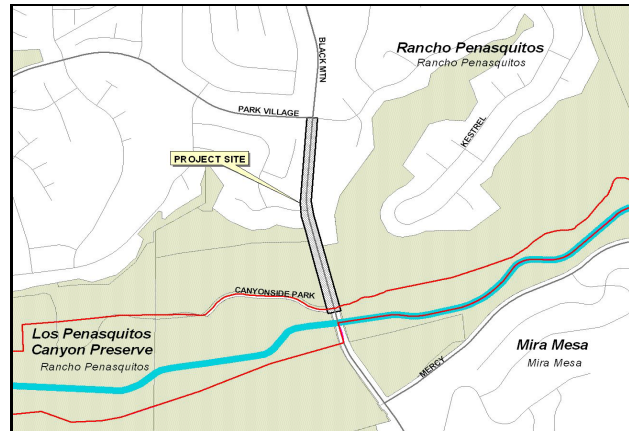 BLACK MTN
Rancho Penasquitos
Rancho Penasquitos
PARK VILLAGE
KESTREL
PROJECT SITE
CANYONSIDE PARK
Los Penasquitos
Canyon Preserve
Rancho Penasquitos
Mira Mesa
Mira Mesa
MERCY